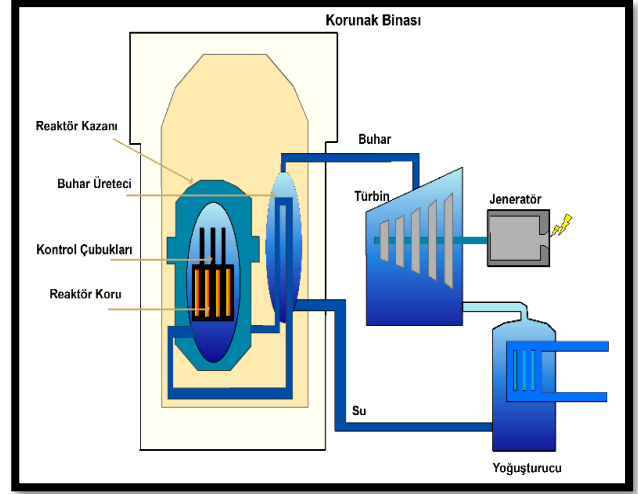 Korunak Binası
Reaktör Kazanı
Buhar
Buhar Üreteci
Türbin
Jeneratör
Kontrol Çubukları
Reaktör Koru
Su
Yoğuşturucu